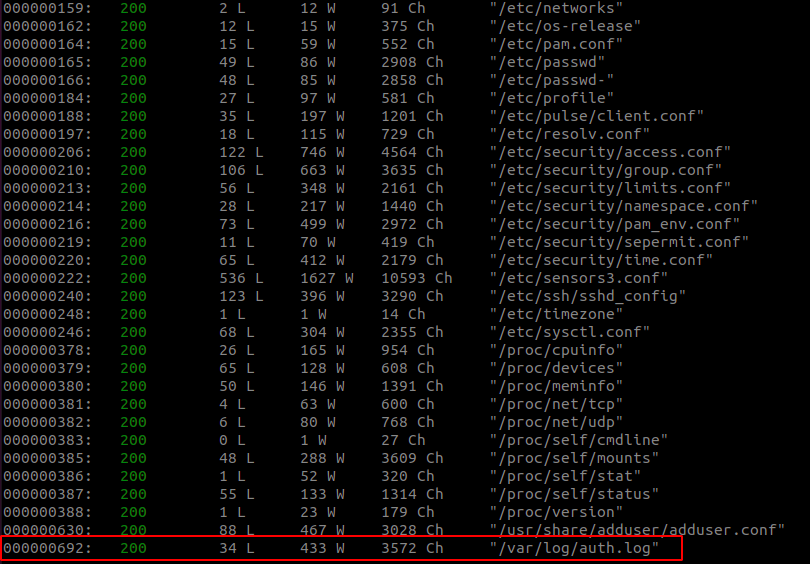 000000159: 200 2 L 12 W 91 Ch "/etc/networks"
000000162: 200 12 L 15 W 375 Ch "/etc/os-release"
000000164: 200 15 L 59 W 552 Ch "/etc/pam.conf"
000000165: 200 49 L 86 W 2908 Ch "/etc/passwd"
000000166: 200 48 L 85 W 2858 Ch "/etc/passwd-"
000000184: 200 27 L 97 W 581 Ch "/etc/profile"
000000188: 200 35 L 197 W 1201 Ch "/etc/pulse/client.conf"
000000197: 200 18 L 115 W 729 Ch "/etc/resolv.conf"
000000206: 200 122 L 746 W 4564 Ch "/etc/security/access.conf"
000000210: 200 106 L 663 W 3635 Ch "/etc/security/group.conf"
000000213: 200 56 L 348 W 2161 Ch "/etc/security/limits.conf"
000000214: 200 28 L 217 W 1440 Ch "/etc/security/namespace.conf"
000000216: 200 73 L 499 W 2972 Ch "/etc/security/pam_env.conf"
000000219: 200 11 L 70 W 419 Ch "/etc/security/sepermit.conf"
000000220: 200 65 L 412 W 2179 Ch "/etc/security/time.conf"
000000222: 200 536 L 1627 W 10593 Ch "/etc/sensors3.conf"
000000240: 200 123 L 396 W 3290 Ch "/etc/ssh/sshd_config"
000000248: 200 1 L 1 W 14 Ch "/etc/timezone"
000000246: 200 68 L 304 W 2355 Ch "/etc/sysctl.conf"
000000378: 200 26 L 165 W 954 Ch "/proc/cpuinfo"
000000379: 200 65 L 128 W 608 Ch "/proc/devices"
000000380: 200 50 L 146 W 1391 Ch "/proc/meminfo"
000000381: 200 4 L 63 W 600 Ch "/proc/net/tcp"
000000382: 200 6 L 80 W 768 Ch "/proc/net/udp"
000000383: 200 0 L 1 W 27 Ch "/proc/self/cmdline"
000000385: 200 48 L 288 W 3609 Ch "/proc/self/mounts"
000000386: 200 1 L 52 W 320 Ch "/proc/self/stat"
000000387: 200 55 L 133 W 1314 Ch "/proc/self/status"
000000388: 200 1 L 23 W 179 Ch "/proc/version"
000000630: 200 88 L 467 W 3028 Ch "/usr/share/adduser/adduser.conf"
000000692: 200 34 L 433 W 3572 Ch "/var/log/auth.log"